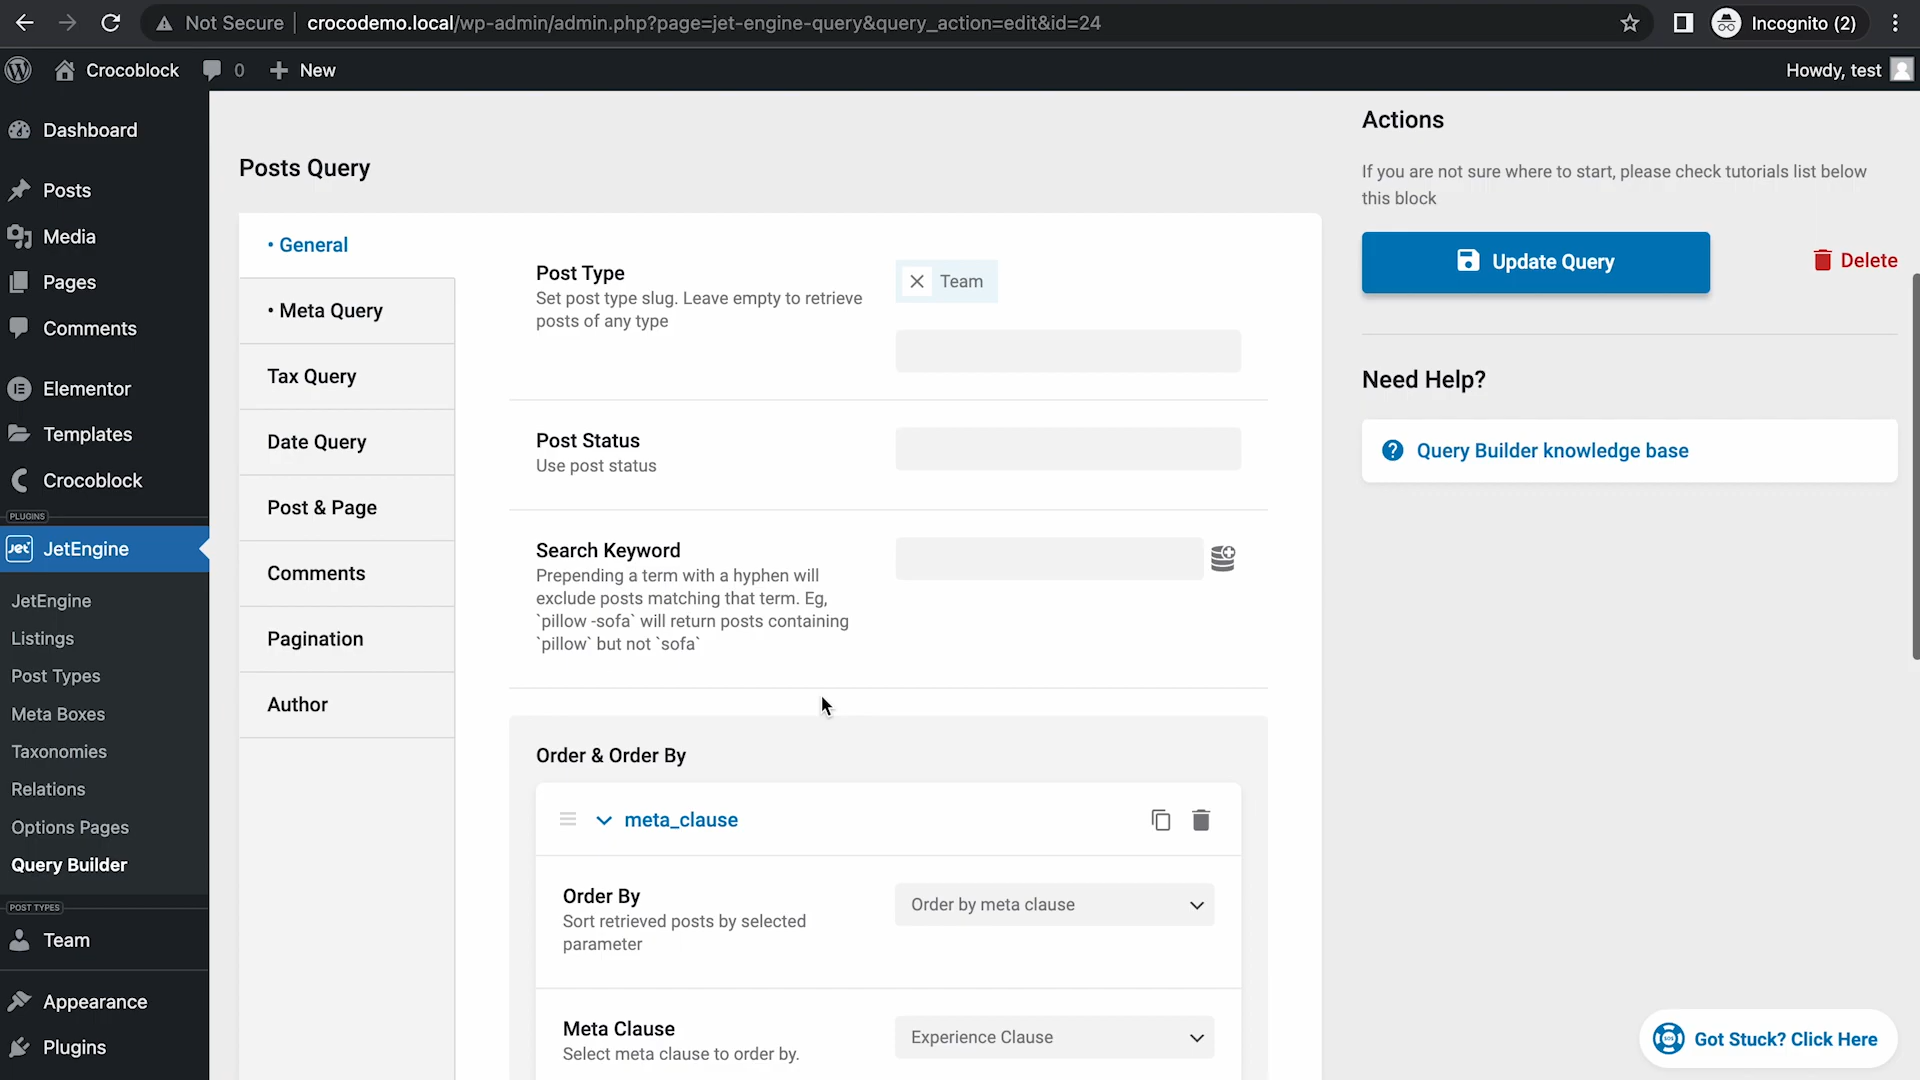 Not Secure
crocodemo.local/wp-admin/admin.php?page=jet-engine-query&query_action=edit&id=24
Incognito (2)
Crocoblock
0
New
Howdy, test
Dashboard
Posts
Media
Pages
Comments
Elementor
Templates
Crocoblock
PLUGINS
Jet
JetEngine
JetEngine
Listings
Post Types
Meta Boxes
Taxonomies
Relations
Options Pages
Query Builder
POST TYPES
Team
Appearance
Plugins
Posts Query
• General
• Meta Query
Tax Query
Date Query
Post & Page
Comments
Pagination
Author
Post Type
Set post type slug. Leave empty to retrieve
posts of any type
Team
Post Status
Use post status
Search Keyword
Prepending a term with a hyphen will
exclude posts matching that term. Eg,
`pillow -sofa` will return posts containing
`pillow` but not `sofa`
Order & Order By
meta_clause
Order By
Sort retrieved posts by selected
parameter
Order by meta clause
Meta Clause
Select meta clause to order by.
Experience Clause
Actions
If you are not sure where to start, please check tutorials list below
this block
Update Query
Delete
Need Help?
Query Builder knowledge base
Got Stuck? Click Here